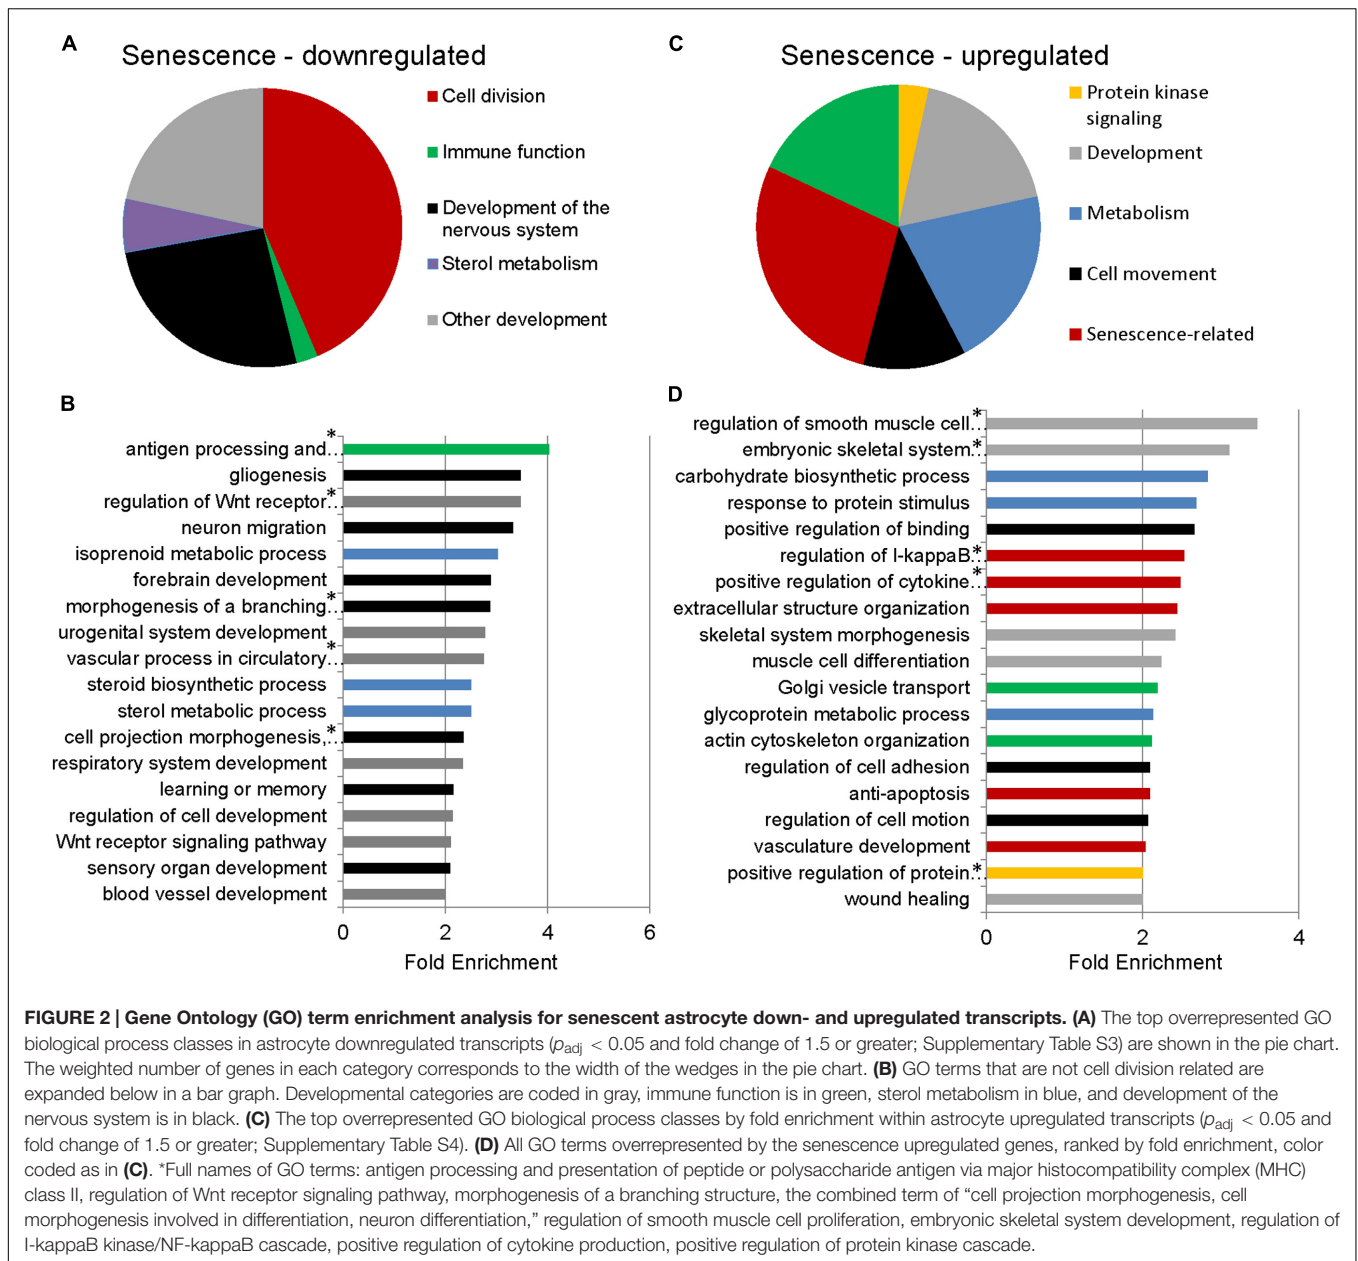 A
Senescence - downregulated
Cell division
Immune function
Development of the
nervous system
Sterol metabolism
Other development
C
Senescence - upregulated
Protein kinase
signaling
Development
Metabolism
Cell movement
Senescence-related
B
antigen processing and...*
gliogenesis
regulation of Wnt receptor...*
neuron migration
isoprenoid metabolic process
forebrain development
morphogenesis of a branching...*
urogenital system development
vascular process in circulatory...*
steroid biosynthetic process
sterol metabolic process
cell projection morphogenesis,...*
respiratory system development
learning or memory
regulation of cell development
Wnt receptor signaling pathway
sensory organ development
blood vessel development
0 2 4 6
Fold Enrichment
D
regulation of smooth muscle cell...*
embryonic skeletal system...*
carbohydrate biosynthetic process
response to protein stimulus
positive regulation of binding
regulation of I-kappaB...*
positive regulation of cytokine...*
extracellular structure organization
skeletal system morphogenesis
muscle cell differentiation
Golgi vesicle transport
glycoprotein metabolic process
actin cytoskeleton organization
regulation of cell adhesion
anti-apoptosis
regulation of cell motion
vasculature development
positive regulation of protein...*
wound healing
0 2 4
Fold Enrichment
FIGURE 2 | Gene Ontology (GO) term enrichment analysis for senescent astrocyte down- and upregulated transcripts. (A) The top overrepresented GO
biological process classes in astrocyte downregulated transcripts (padj < 0.05 and fold change of 1.5 or greater; Supplementary Table S3) are shown in the pie chart.
The weighted number of genes in each category corresponds to the width of the wedges in the pie chart. (B) GO terms that are not cell division related are
expanded below in a bar graph. Developmental categories are coded in gray, immune function is in green, sterol metabolism in blue, and development of the
nervous system is in black. (C) The top overrepresented GO biological process classes by fold enrichment within astrocyte upregulated transcripts (padj < 0.05 and
fold change of 1.5 or greater; Supplementary Table S4). (D) All GO terms overrepresented by the senescence upregulated genes, ranked by fold enrichment, color
coded as in (C). *Full names of GO terms: antigen processing and presentation of peptide or polysaccharide antigen via major histocompatibility complex (MHC)
class II, regulation of Wnt receptor signaling pathway, morphogenesis of a branching structure, the combined term of “cell projection morphogenesis, cell
morphogenesis involved in differentiation, neuron differentiation,” regulation of smooth muscle cell proliferation, embryonic skeletal system development, regulation of
I-kappaB kinase/NF-kappaB cascade, positive regulation of cytokine production, positive regulation of protein kinase cascade.